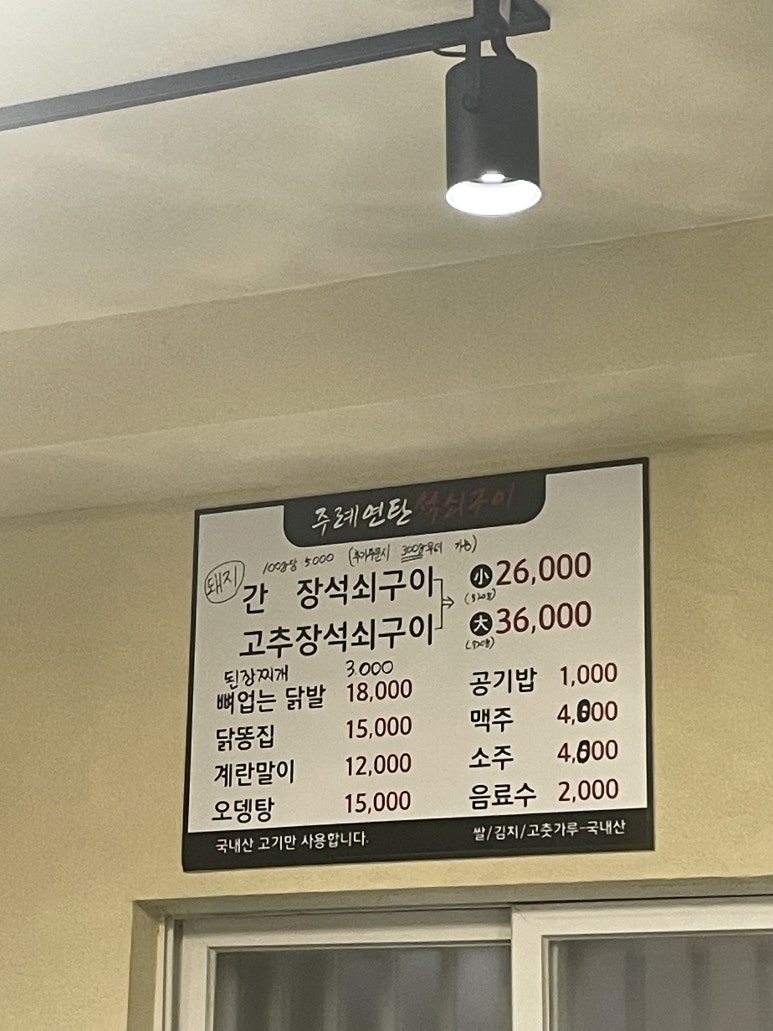 주례연탄 석쇠구이
돼지 100g당 5000 (추가주문시 300g부터 가능)
간 장석쇠구이 小 26,000
고추장석쇠구이 大 36,000
된장찌개 3.000
뼈없는 닭발 18,000
닭똥집 15,000
계란말이 12,000
오뎅탕 15,000
공기밥 1,000
맥주
소주
음료수 2,000
국내산 고기만 사용합니다.
쌀/김치/고춧가루-국내산